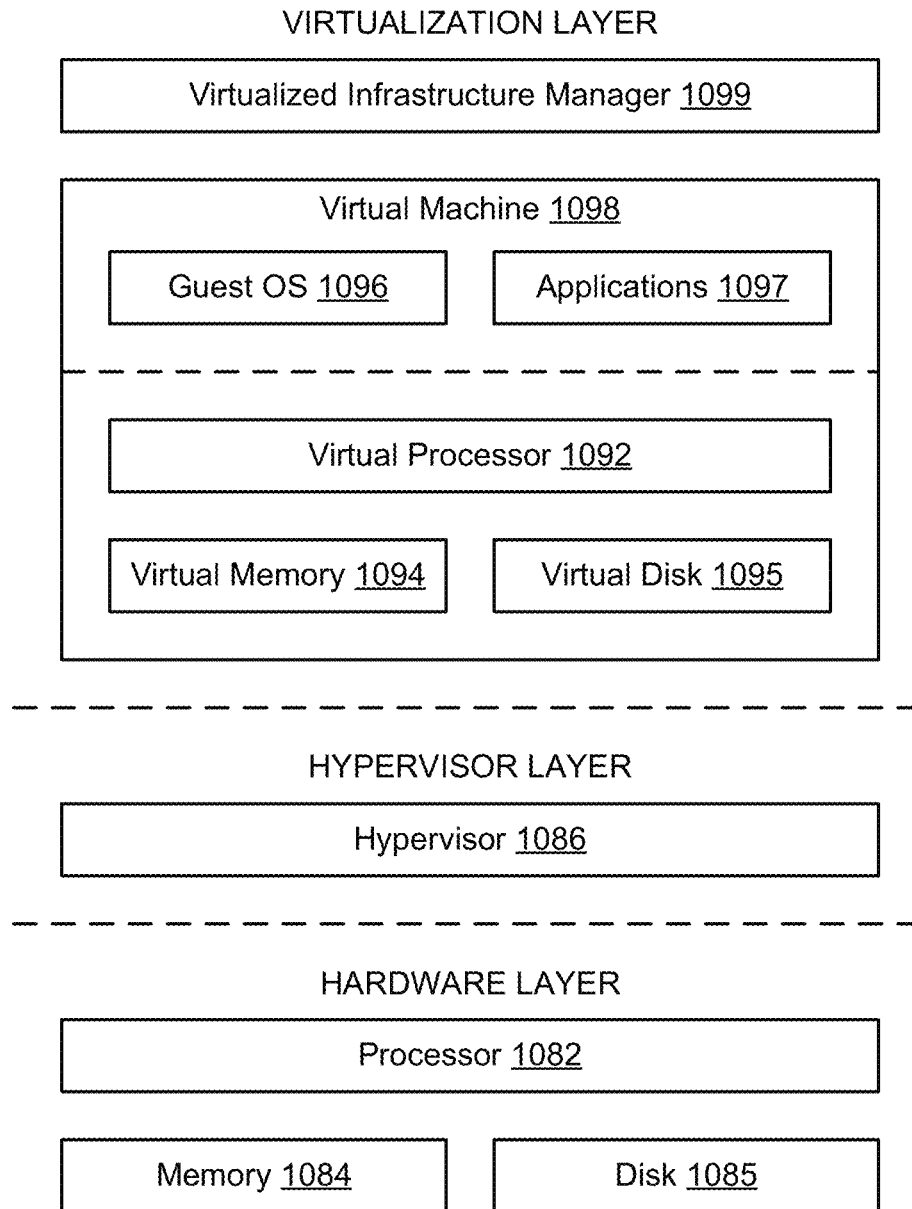 VIRTUALIZATION LAYER
Virtualized Infrastructure Manager 1099
Virtual Machine 1098
Guest OS 1096
Applications 1097
Virtual Processor 1092
Virtual Memory 1094
Virtual Disk 1095
HYPERVISOR LAYER
Hypervisor 1086
HARDWARE LAYER
Processor 1082
Memory 1084
Disk 1085